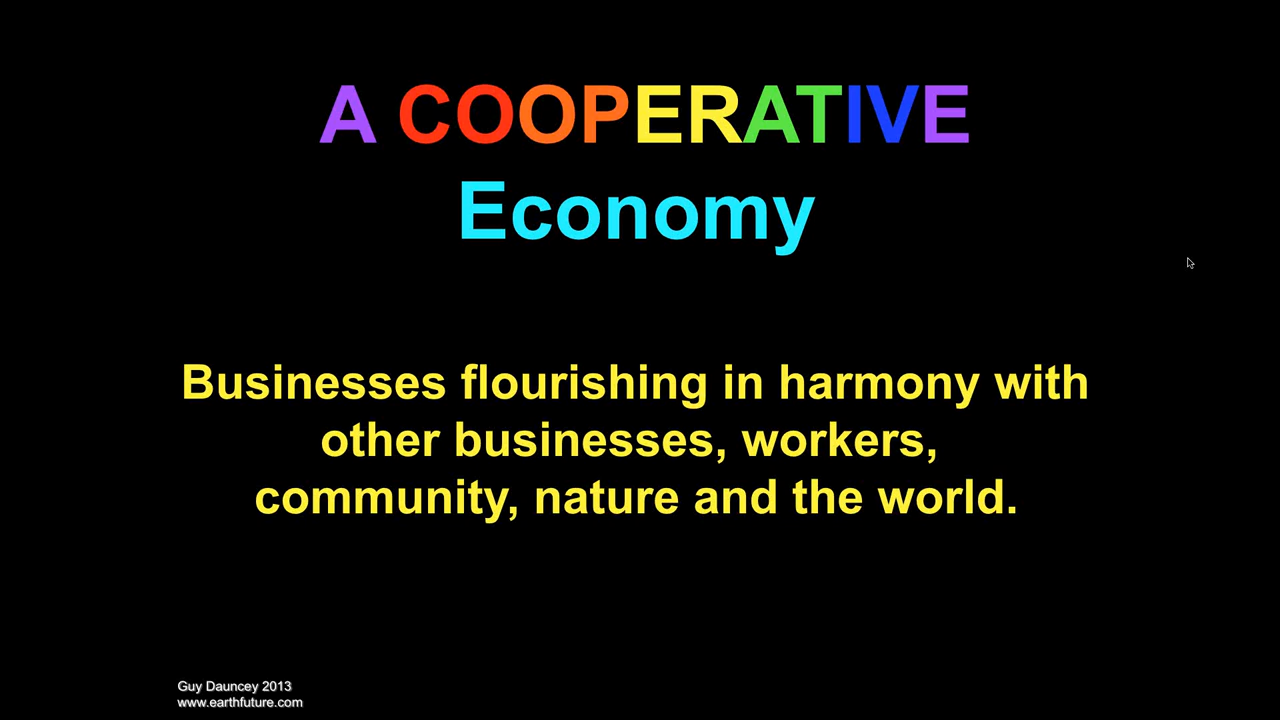 A COOPERATIVE
Economy
Businesses flourishing in harmony with
other businesses, workers,
community, nature and the world.
Guy Dauncey 2013
www.earthfuture.com